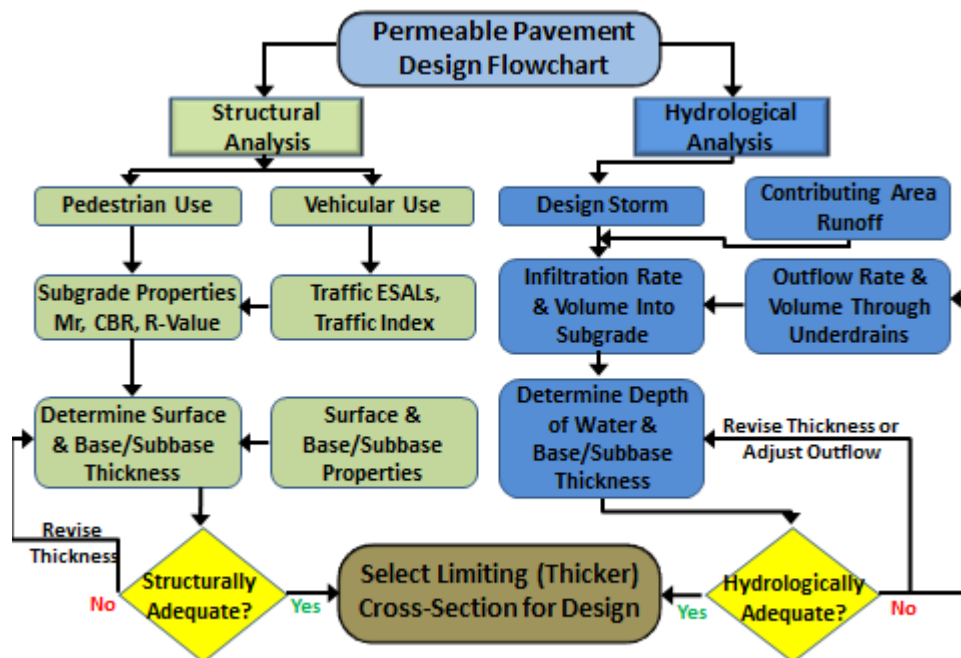 Permeable Pavement
Design Flowchart
Structural
Analysis
Hydrological
Analysis
Pedestrian Use
Vehicular Use
Design Storm
Contributing Area
Runoff
Subgrade Properties
Mr, CBR, R-Value
Traffic ESALs,
Traffic Index
Infiltration Rate
& Volume Into
Subgrade
Outflow Rate &
Volume Through
Underdrains
Determine Surface
& Base/Subbase
Thickness
Surface &
Base/Subbase
Properties
Determine Depth
of Water &
Base/Subbase
Thickness
Revise Thickness or
Adjust Outflow
Revise
Thickness
Structurally
Adequate?
No
Yes
Select Limiting (Thicker)
Cross-Section for Design
Hydrologically
Adequate?
Yes
No